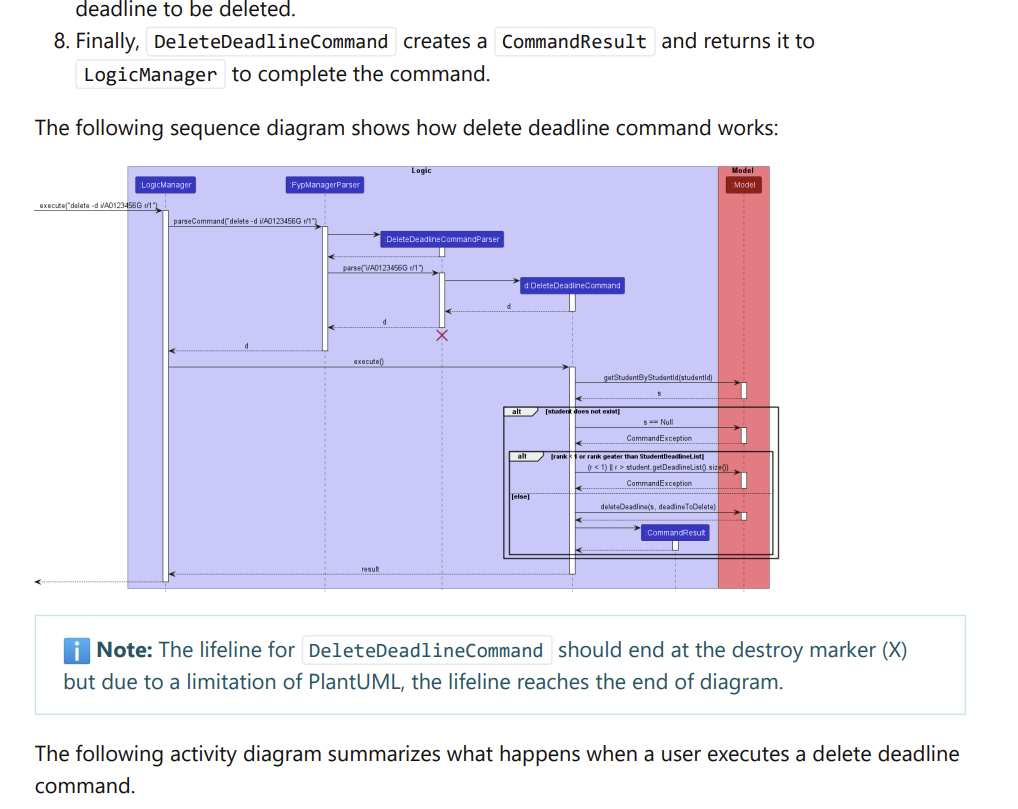 deadline to be deleted.
8. Finally, DeleteDeadlineCommand creates a CommandResult and returns it to
LogicManager to complete the command.
The following sequence diagram shows how delete deadline command works:
Logic
Model
:LogicManager
:FypManagerParser
:Model
execute("delete -d i/A0123456G r/1")
parseCommand("delete -d i/A0123456G r/1")
:DeleteDeadlineCommandParser
parse("i/A0123456G r/1")
d:DeleteDeadlineCommand
d
d
d
execute()
getStudentByStudentId(studentId)
s
alt [student does not exist]
s == Null
CommandException
alt [rank < 1 or rank geater than StudentDeadlineList]
(r < 1) || r > student.getDeadlineList().size())
CommandException
[else]
deleteDeadline(s, deadlineToDelete)
:CommandResult
result
Note: The lifeline for DeleteDeadlineCommand should end at the destroy marker (X)
but due to a limitation of PlantUML, the lifeline reaches the end of diagram.
The following activity diagram summarizes what happens when a user executes a delete deadline
command.